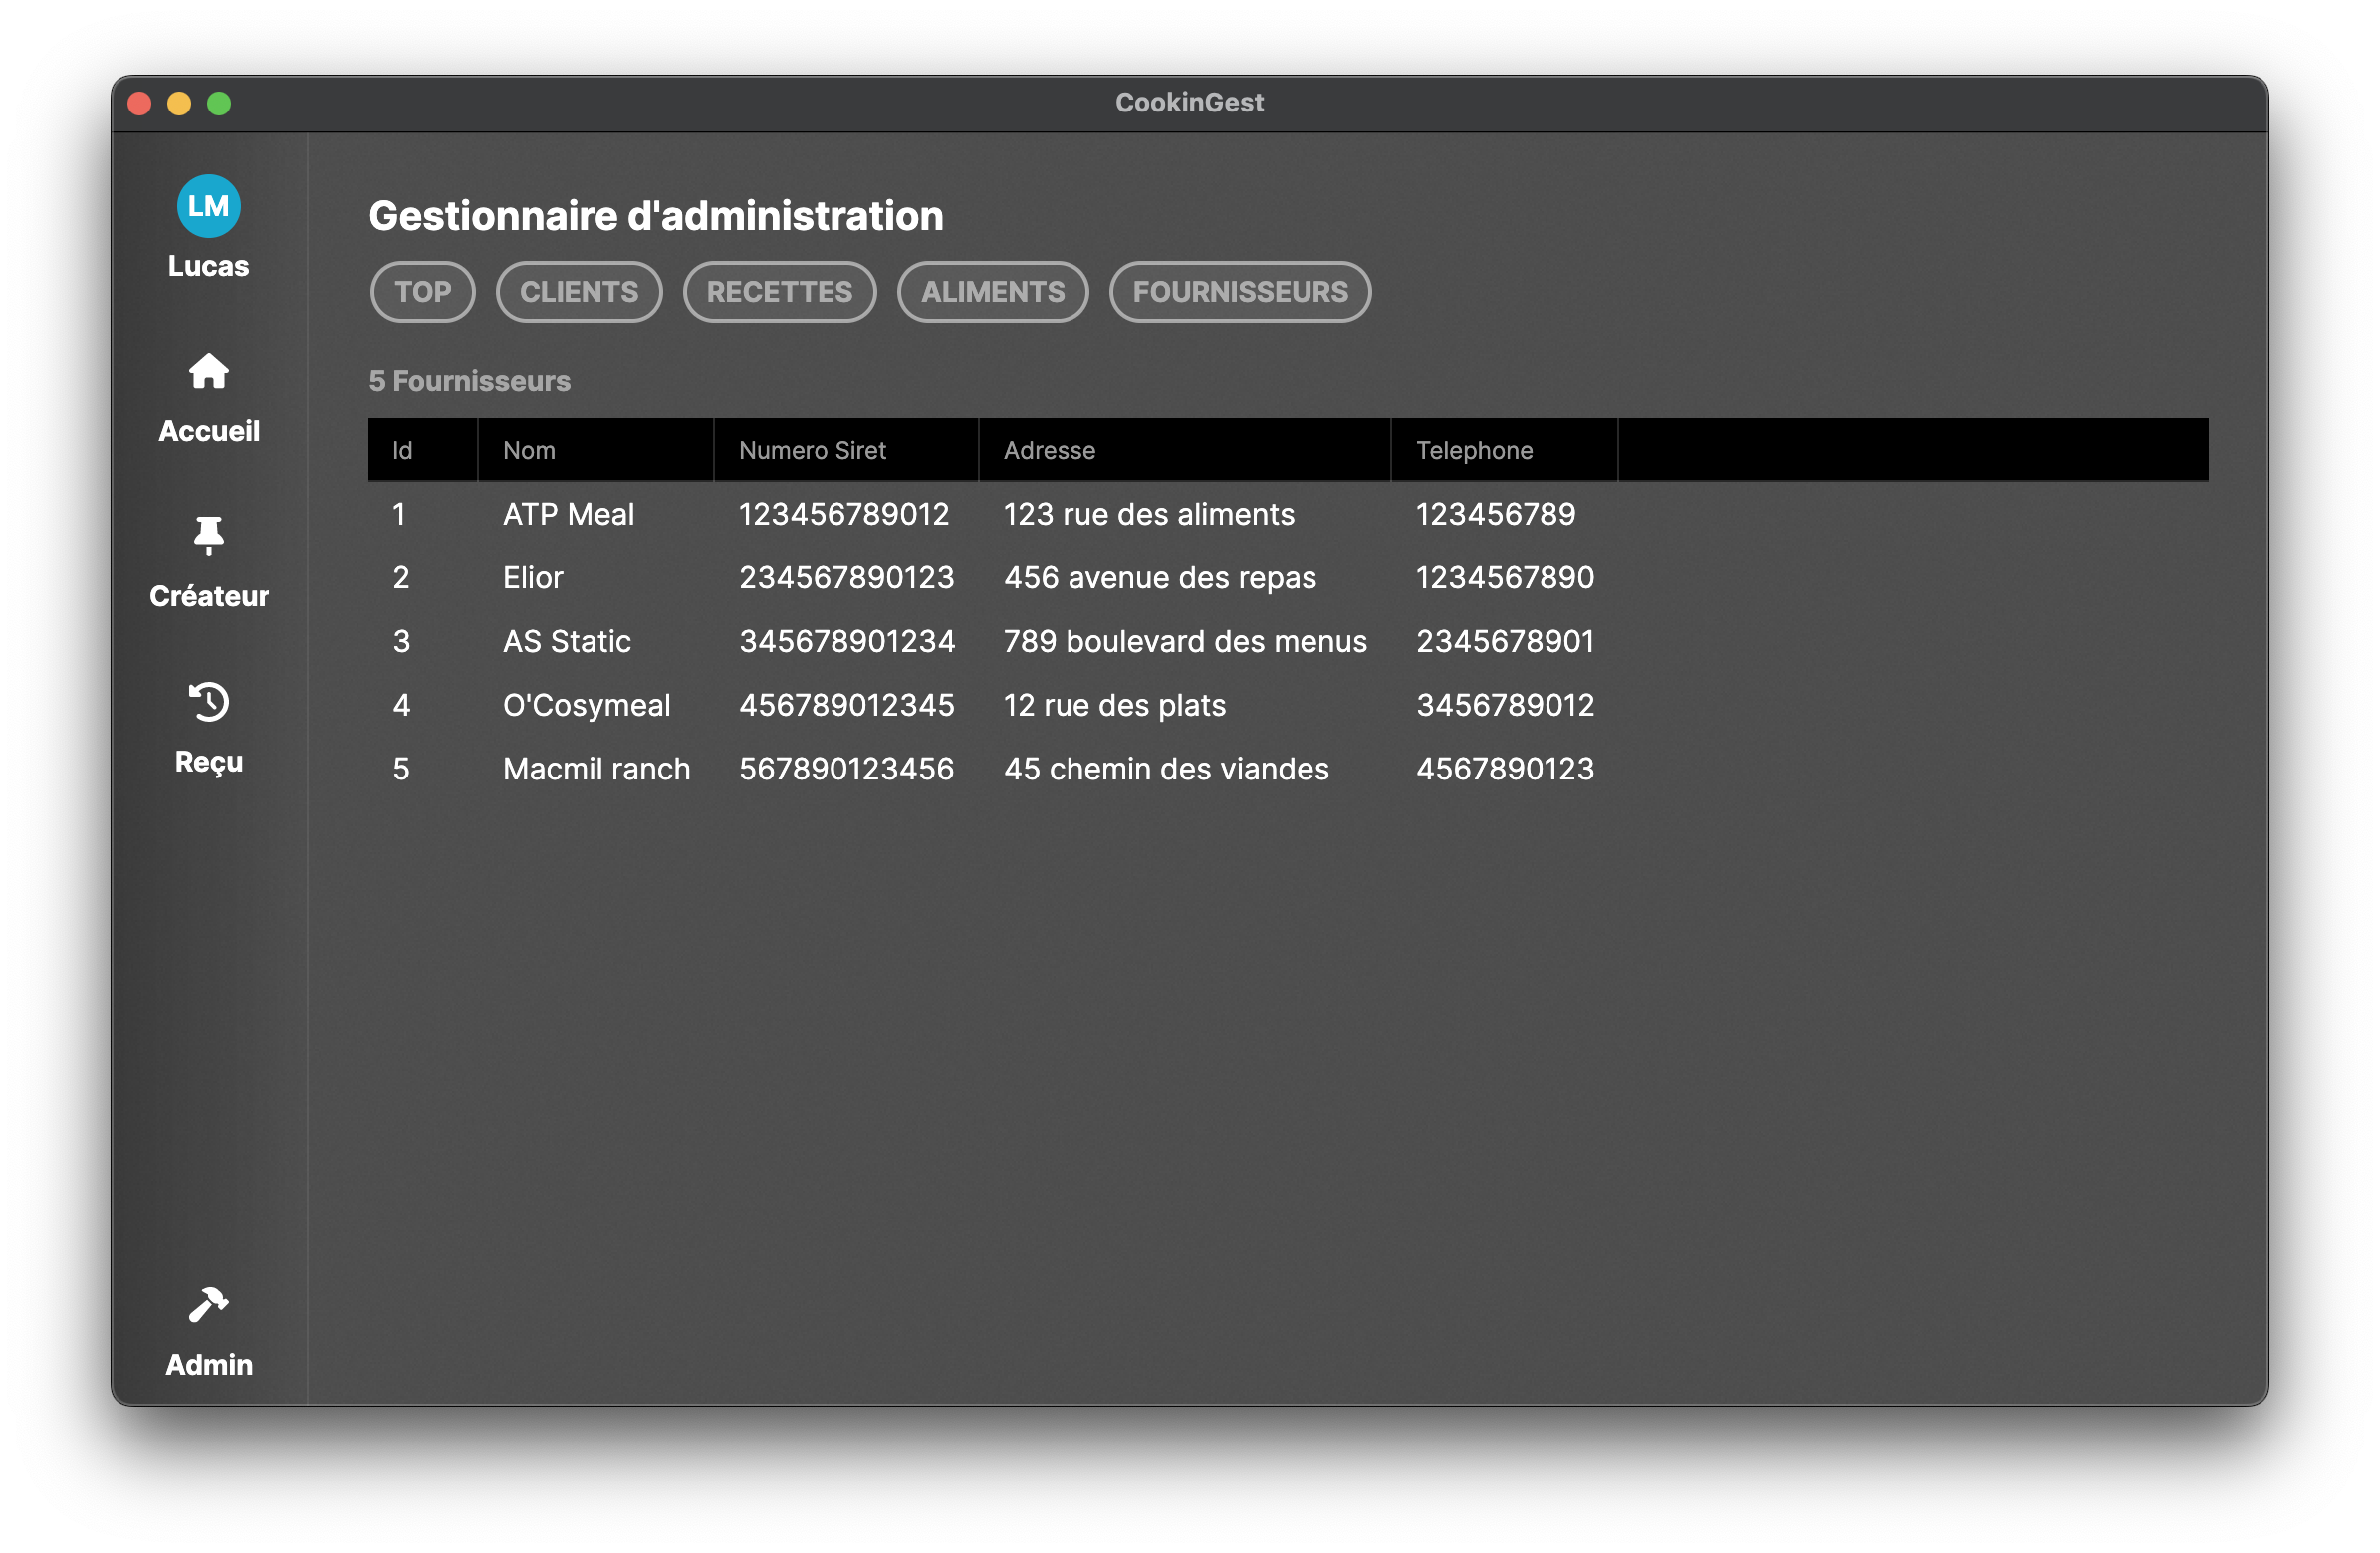 CookinGest
LM
Lucas
Accueil
Créateur
Reçu
Admin
Gestionnaire d'administration
TOP CLIENTS RECETTES ALIMENTS FOURNISSEURS
5 Fournisseurs
Id Nom Numero Siret Adresse Telephone
1 ATP Meal 123456789012 123 rue des aliments 123456789
2 Elior 234567890123 456 avenue des repas 1234567890
3 AS Static 345678901234 789 boulevard des menus 2345678901
4 O'Cosymeal 456789012345 12 rue des plats 3456789012
5 Macmil ranch 567890123456 45 chemin des viandes 4567890123